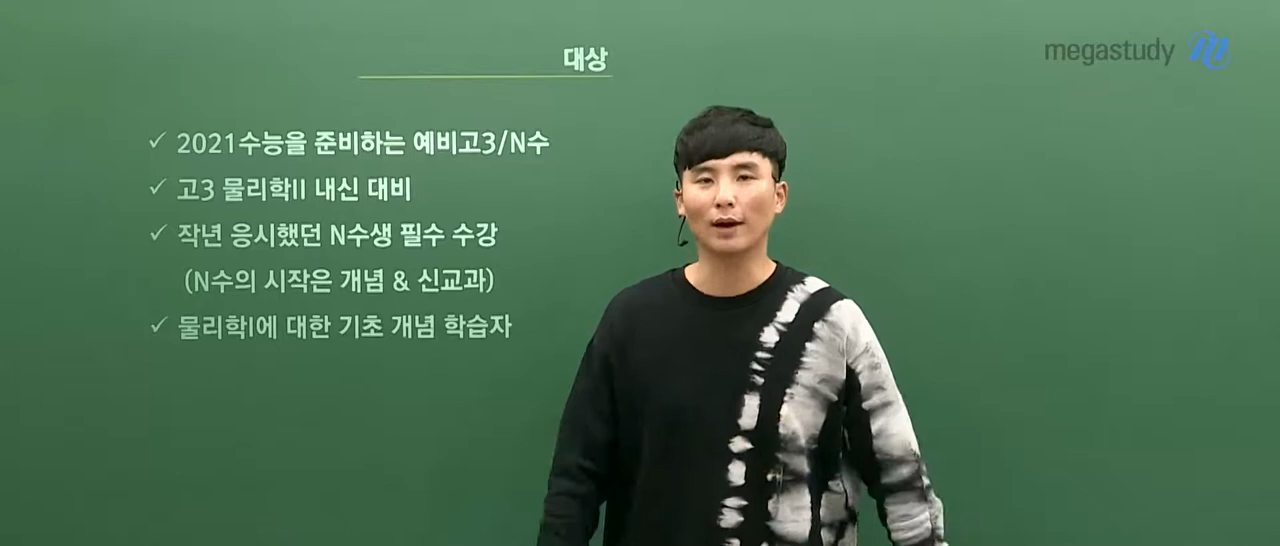 대상
megastudy
✓ 2021수능을 준비하는 예비고3/N수
✓ 고3 물리학II 내신 대비
✓ 작년 응시했던 N수생 필수 수강
(N수의 시작은 개념 & 신교과)
✓ 물리학I에 대한 기초 개념 학습자